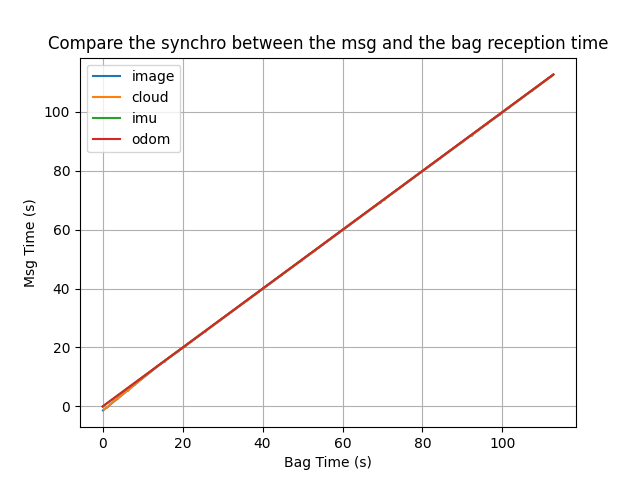 Compare the synchro between the msg and the bag reception time
image
cloud
imu
odom
100
80
60
40
20
0
Msg Time (s)
0 20 40 60 80 100
Bag Time (s)